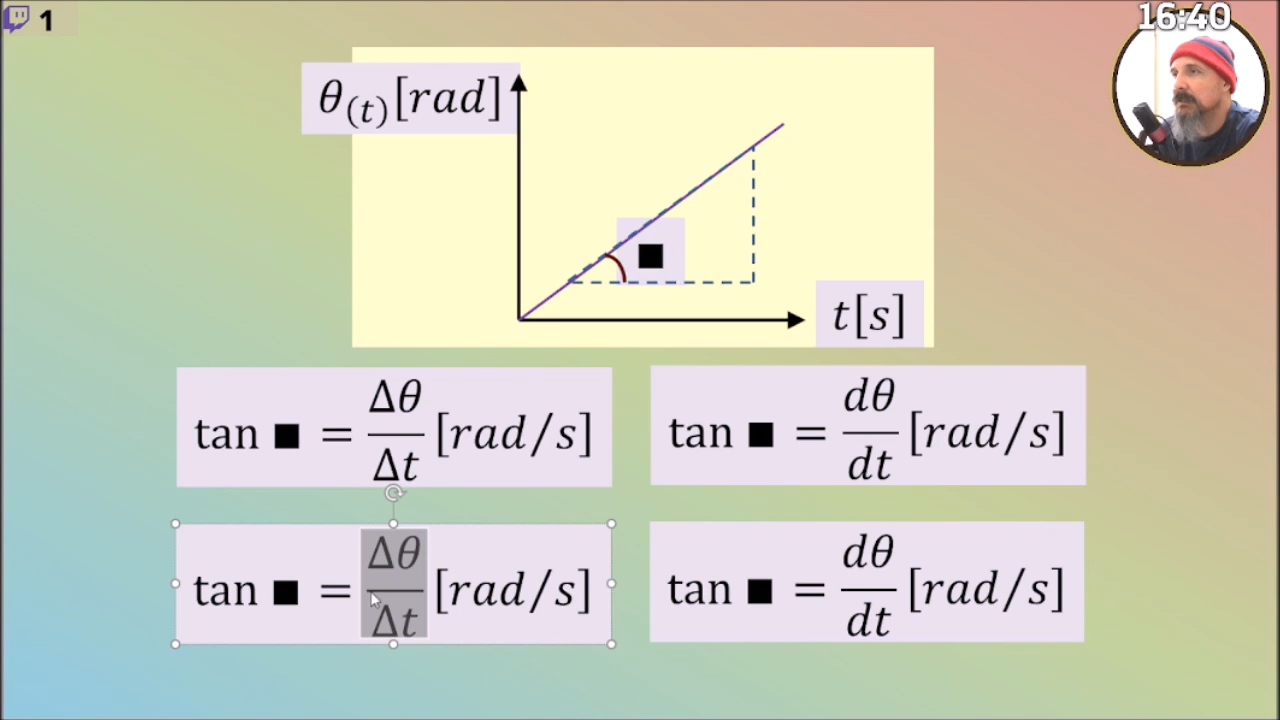 1
16:40
θ(t)[rad]
■
t[s]
tan ■ = Δθ/Δt [rad/s]
tan ■ = dθ/dt [rad/s]
tan ■ = Δθ/Δt [rad/s]
tan ■ = dθ/dt [rad/s]